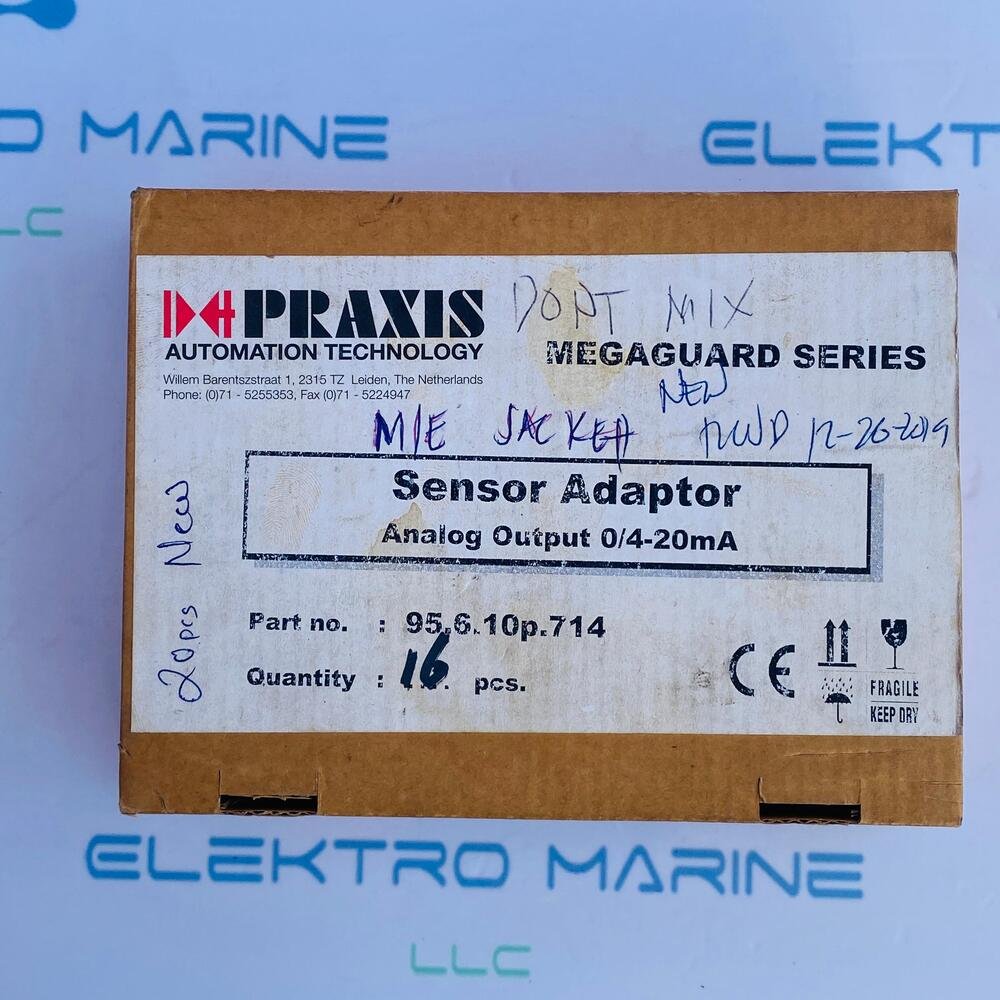 O MARINE
LLC
ELEKT
PRAXIS
AUTOMATION TECHNOLOGY
Willem Barentszstraat 1, 2315 TZ Leiden, The Netherlands
Phone: (0)71 - 5255353, Fax (0)71 - 5224947
DONT MIX
MEGAGUARD SERIES
NEW
M/E JACKET 12-26-2019
Sensor Adaptor
Analog Output 0/4-20mA
20pcs New
Part no. : 95.6.10p.714
Quantity : 16 pcs.
CE
FRAGILE
KEEP DRY
ELEKTRO MARINE
LLC